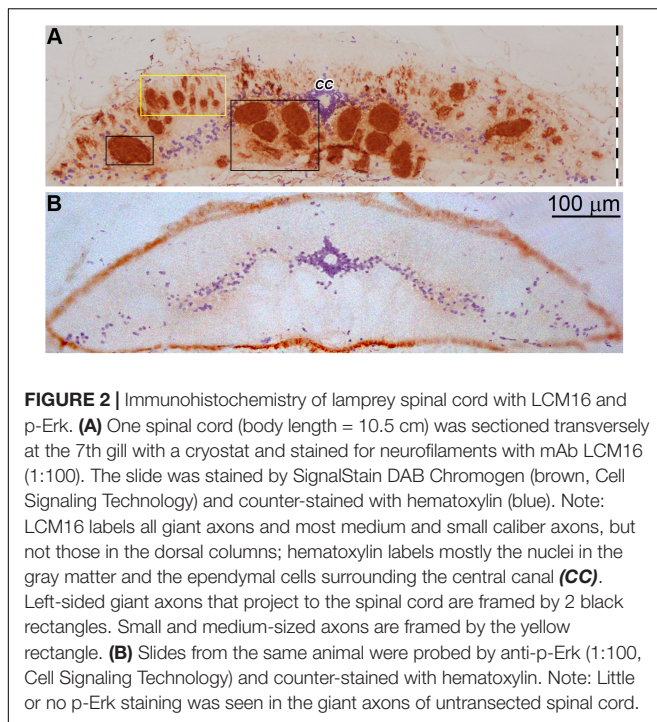 A
CC
B
100 μm
FIGURE 2 | Immunohistochemistry of lamprey spinal cord with LCM16 and
p-Erk. (A) One spinal cord (body length = 10.5 cm) was sectioned transversely
at the 7th gill with a cryostat and stained for neurofilaments with mAb LCM16
(1:100). The slide was stained by SignalStain DAB Chromogen (brown, Cell
Signaling Technology) and counter-stained with hematoxylin (blue). Note:
LCM16 labels all giant axons and most medium and small caliber axons, but
not those in the dorsal columns; hematoxylin labels mostly the nuclei in the
gray matter and the ependymal cells surrounding the central canal (CC).
Left-sided giant axons that project to the spinal cord are framed by 2 black
rectangles. Small and medium-sized axons are framed by the yellow
rectangle. (B) Slides from the same animal were probed by anti-p-Erk (1:100,
Cell Signaling Technology) and counter-stained with hematoxylin. Note: Little
or no p-Erk staining was seen in the giant axons of untransected spinal cord.